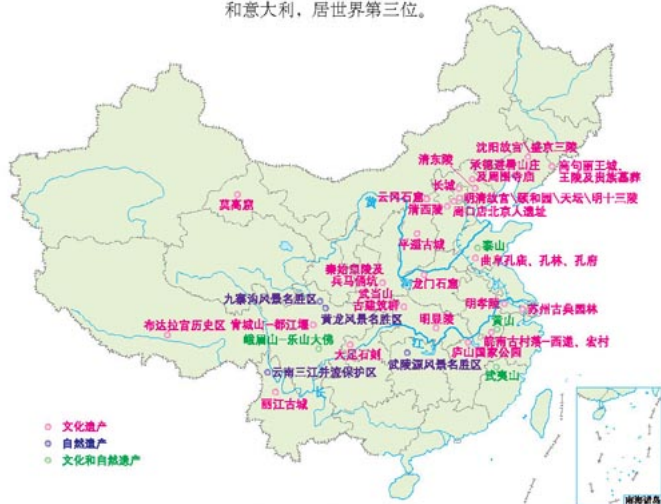 和意大利，居世界第三位。
沈阳故宫\盛京三陵
清东陵
承德避暑山庄
及周围寺庙
高句丽王城、
王陵及贵族墓葬
长城
云冈石窟
明清故宫\颐和园\天坛\明十三陵
清西陵
周口店北京人遗址
莫高窟
黄
河
平遥古城
泰山
曲阜孔庙、孔林、孔府
秦始皇陵及
兵马俑坑
龙门石窟
九寨沟风景名胜区
武当山
古建筑群
明孝陵
苏州古典园林
黄龙风景名胜区
明显陵
黄山
布达拉宫历史区
青城山—都江堰
皖南古村落—西递、宏村
峨眉山—乐山大佛
大足石刻
庐山国家公园
武陵源风景名胜区
云南三江并流保护区
武夷山
长
江
丽江古城
文化遗产
自然遗产
文化和自然遗产
南海诸岛